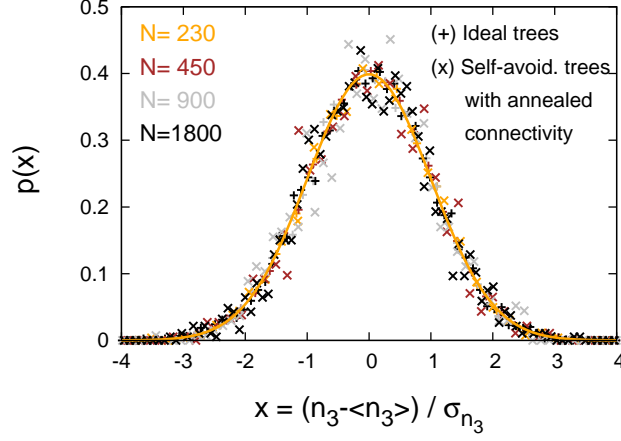 0.5
0.4
0.3
0.2
0.1
0
p(x)
N= 230
N= 450
N= 900
N=1800
(+) Ideal trees
(x) Self-avoid. trees
with annealed
connectivity
-4 -3 -2 -1 0 1 2 3 4
x = (n3-<n3>) / σn3